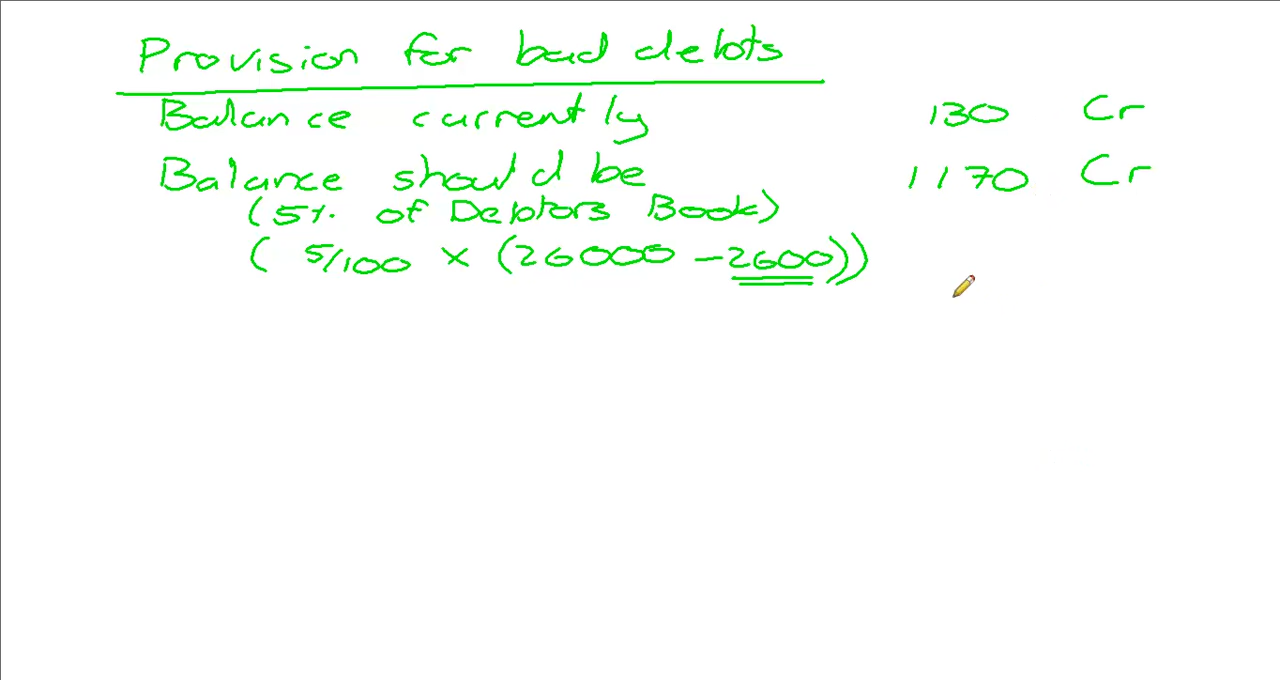 Provision for bad debts
Balance currently 130 Cr
Balance should be 1170 Cr
(5% of Debtors Book)
( 5/100 x (26000 - 2600))